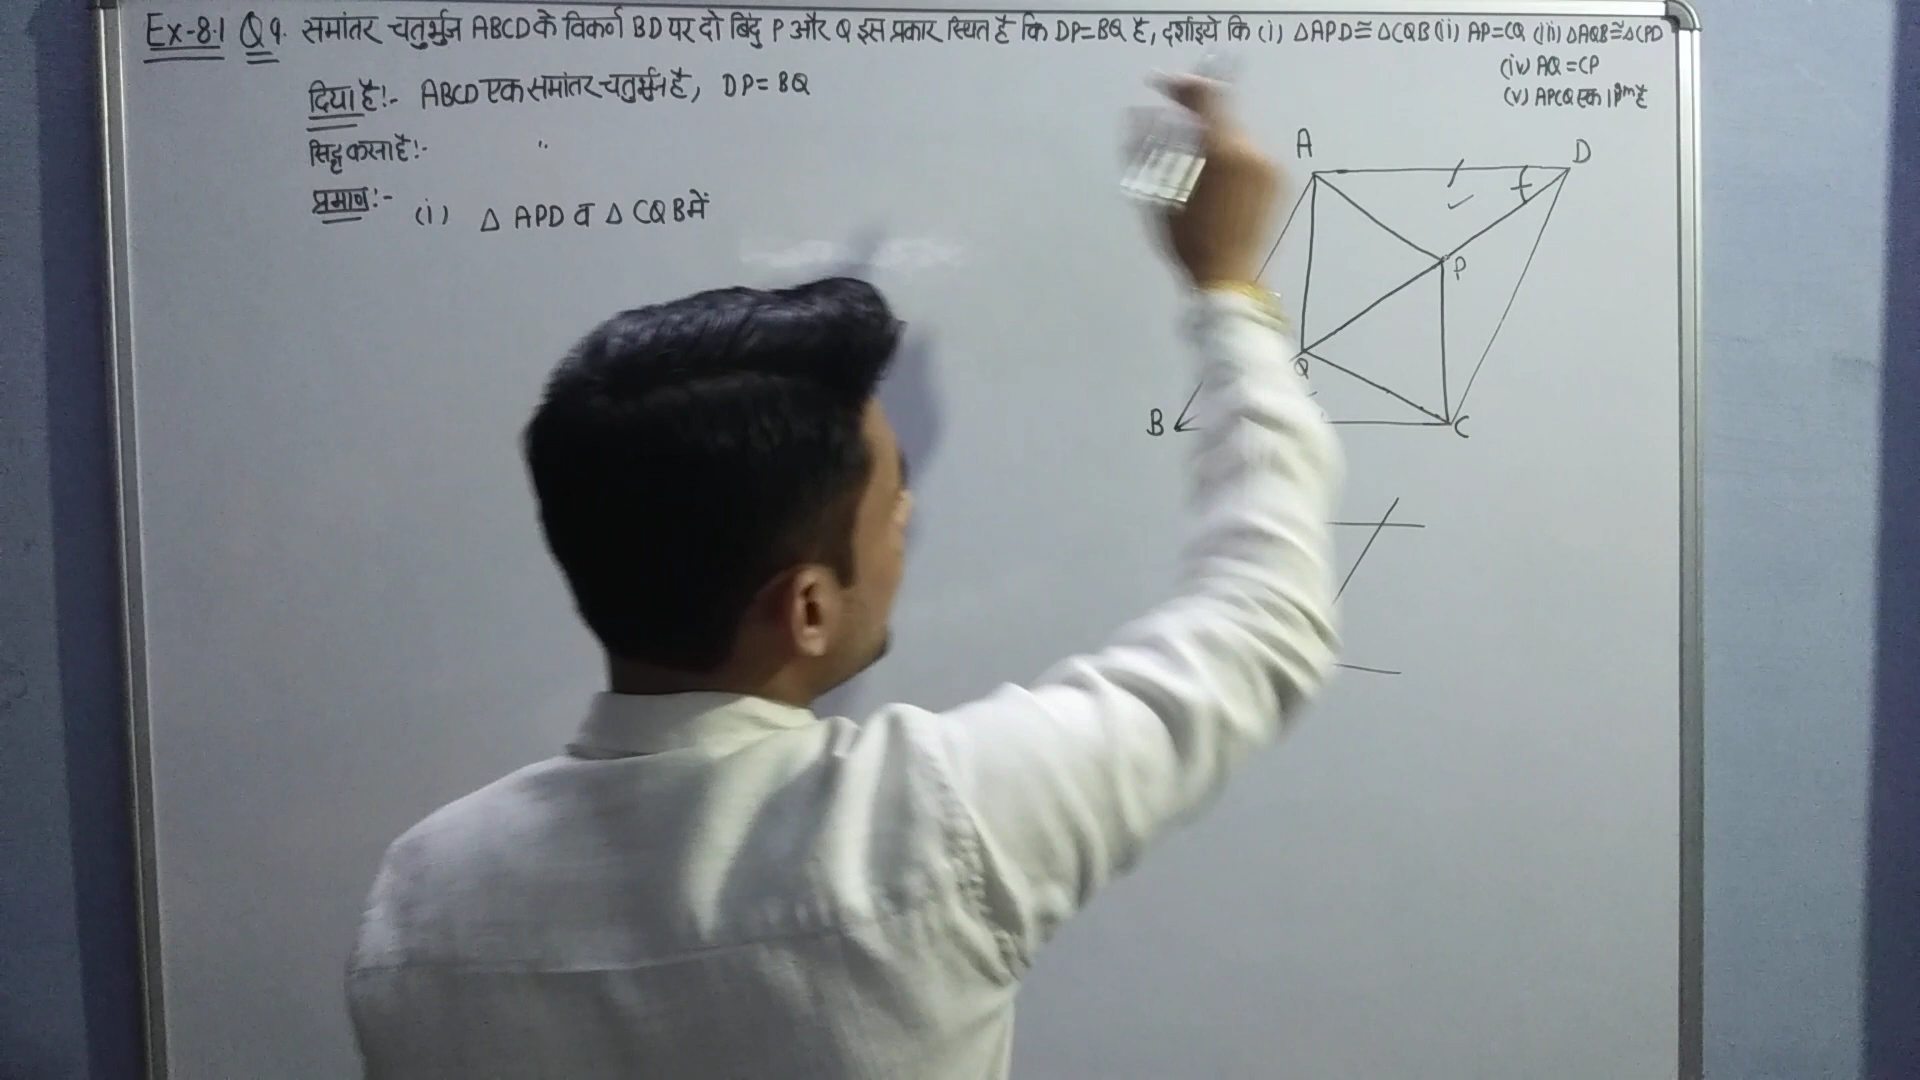 Ex-8.1 Q 9. समांतर चतुर्भुज ABCD के विकर्ण BD पर दो बिंदु P और Q इस प्रकार स्थित है कि DP=BQ है, दर्शाइये कि (i) △APD ≅ △CQB (ii) AP=CQ (iii) △AQB ≅ △CPD
(iv) AQ = CP
(v) APCQ एक ||gm है
दिया है:- ABCD एक समांतर चतुर्भुज है, DP = BQ
सिद्ध करना है:- "
प्रमाण:- (i) △ APD व △ CQB में
A D
P
Q
B C